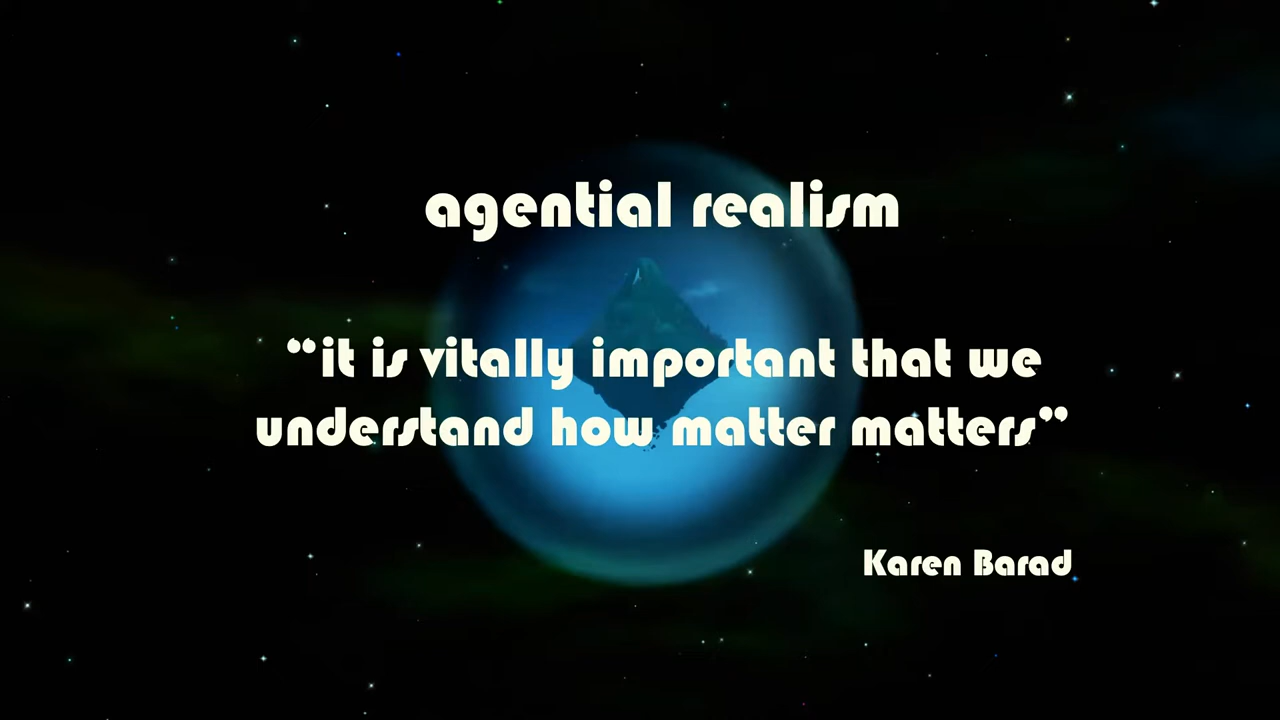 agential realism
“it is vitally important that we
understand how matter matters”
Karen Barad